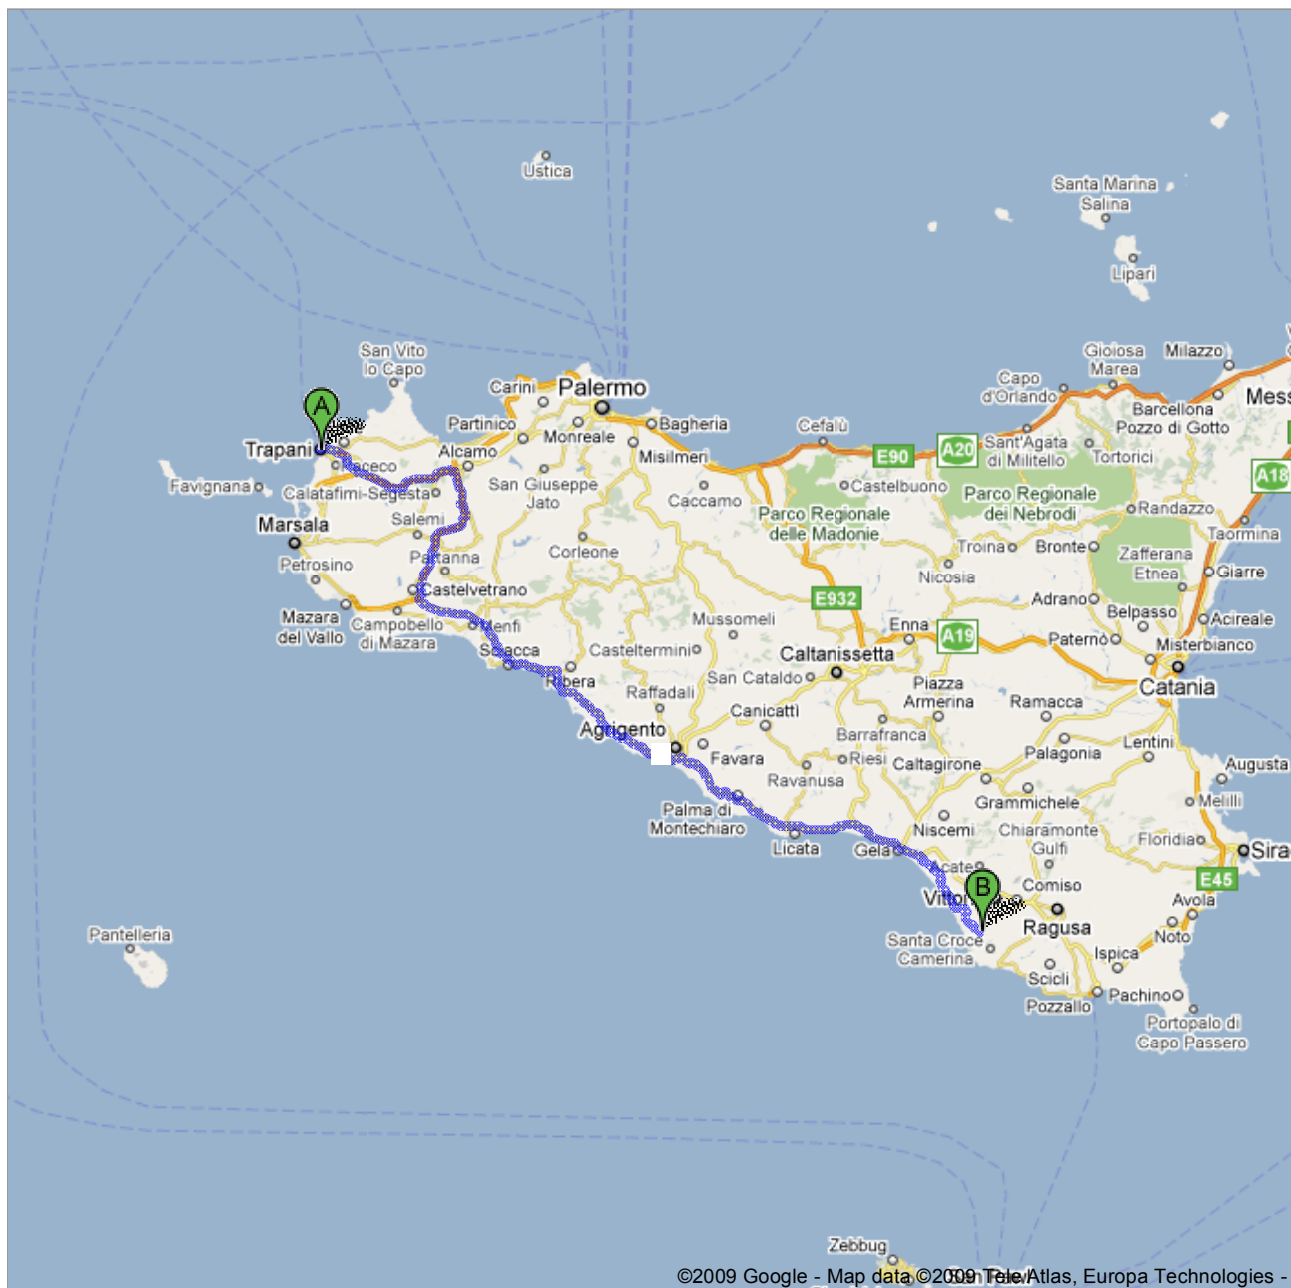 Ustica
Santa Marina
Salina
Lipari
San Vito
lo Capo
Gioiosa
Marea
Milazzo
Carini
Palermo
Capo
d'Orlando
Barcellona
Pozzo di Gotto
Mess
A
Partinico
Bagheria
Cefalù
Trapani
Monreale
Misilmeri
E90
A20
Sant'Agata
di Militello
Tortorici
A18
Paceco
Alcamo
Favignana
Calatafimi-Segesta
San Giuseppe
Jato
Caccamo
Castelbuono
Parco Regionale
delle Madonie
Parco Regionale
dei Nebrodi
Randazzo
Marsala
Salemi
Taormina
Petrosino
Partanna
Corleone
Troina
Bronte
Zafferana
Etnea
Giarre
Nicosia
Castelvetrano
E932
Adrano
Mazara
del Vallo
Campobello
di Mazara
Menfi
Mussomeli
Enna
A19
Belpasso
Acireale
Sciacca
Casteltermini
Caltanissetta
Paternò
Misterbianco
Ribera
San Cataldo
Catania
Raffadali
Piazza
Armerina
Ramacca
Agrigento
Canicattì
Barrafranca
Palagonia
Lentini
Favara
Riesi
Caltagirone
Augusta
Ravanusa
Grammichele
Melilli
Palma di
Montechiaro
Niscemi
Chiaramonte
Gulfi
Floridia
Licata
Gela
Sira
Acate
E45
B
Comiso
Avola
Ragusa
Noto
Pantelleria
Santa Croce
Camerina
Ispica
Scicli
Pozzallo
Pachino
Portopalo di
Capo Passero
Zebbug
©2009 Google - Map data ©2009 Tele Atlas, Europa Technologies -